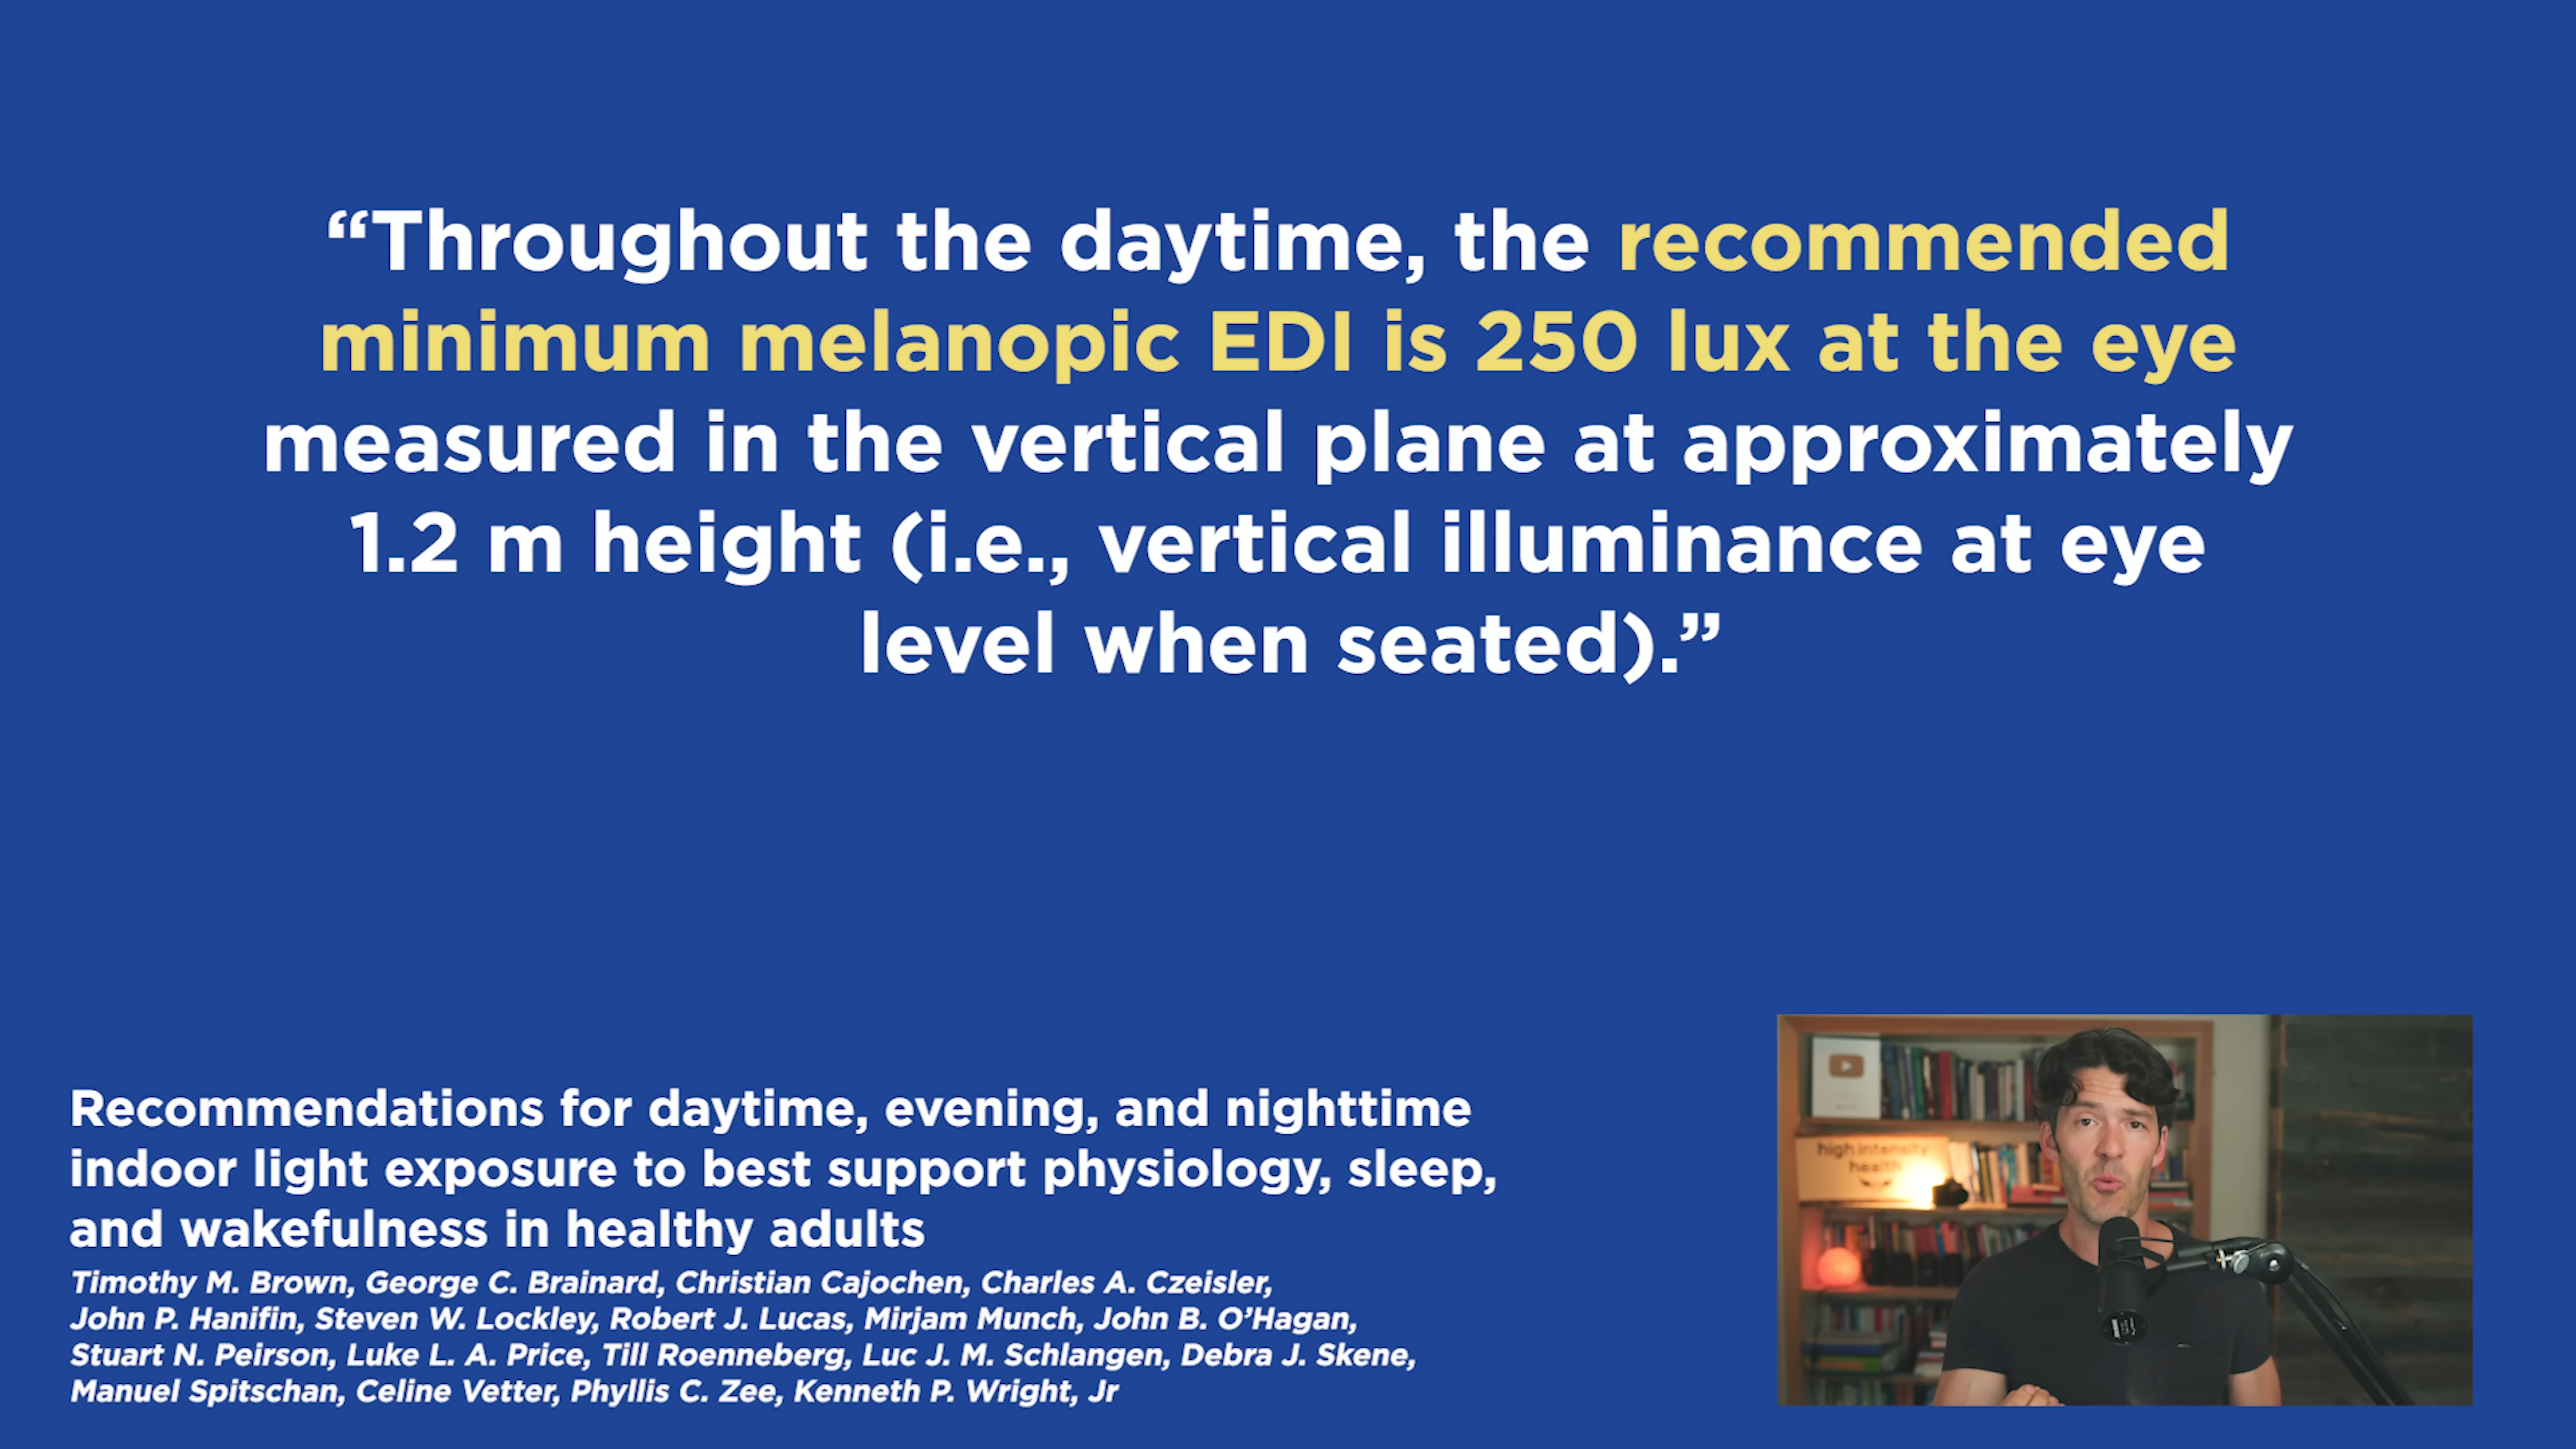 “Throughout the daytime, the recommended
minimum melanopic EDI is 250 lux at the eye
measured in the vertical plane at approximately
1.2 m height (i.e., vertical illuminance at eye
level when seated).”
Recommendations for daytime, evening, and nighttime
indoor light exposure to best support physiology, sleep,
and wakefulness in healthy adults
Timothy M. Brown, George C. Brainard, Christian Cajochen, Charles A. Czeisler,
John P. Hanifin, Steven W. Lockley, Robert J. Lucas, Mirjam Munch, John B. O’Hagan,
Stuart N. Peirson, Luke L. A. Price, Till Roenneberg, Luc J. M. Schlangen, Debra J. Skene,
Manuel Spitschan, Celine Vetter, Phyllis C. Zee, Kenneth P. Wright, Jr
high intensity
health